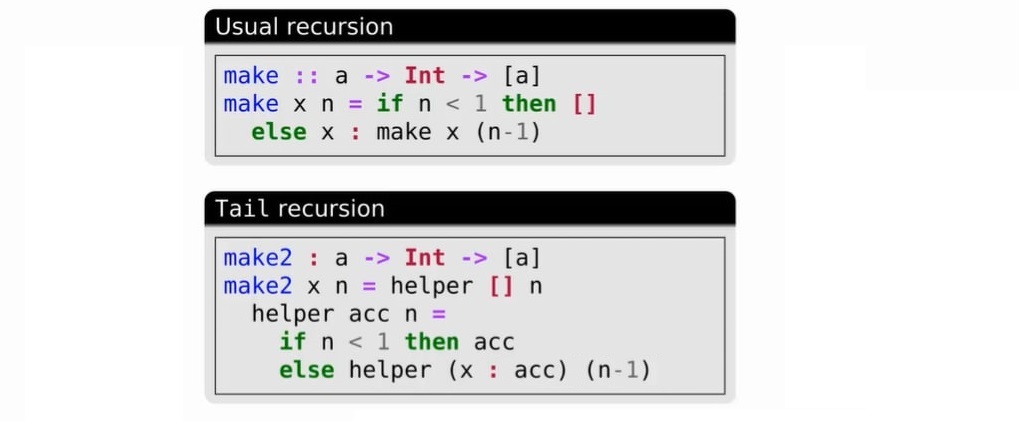 Usual recursion
make :: a -> Int -> [a]
make x n = if n < 1 then []
  else x : make x (n-1)
Tail recursion
make2 : a -> Int -> [a]
make2 x n = helper [] n
  helper acc n =
    if n < 1 then acc
    else helper (x : acc) (n-1)